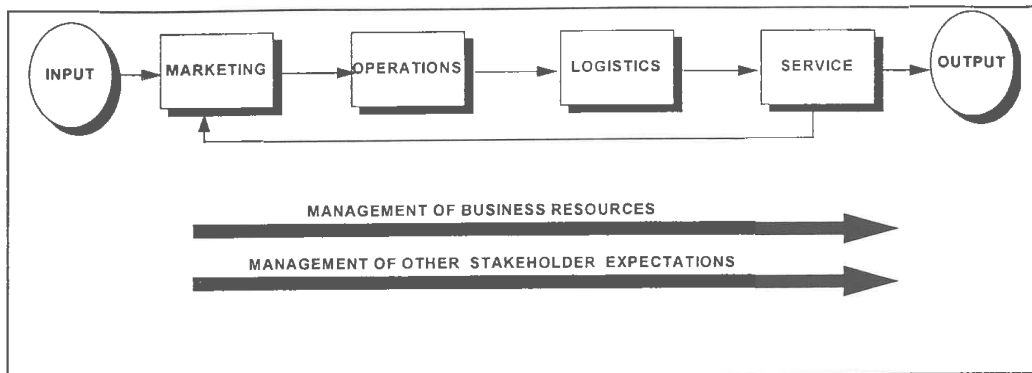 INPUT
MARKETING
OPERATIONS
LOGISTICS
SERVICE
OUTPUT
MANAGEMENT OF BUSINESS RESOURCES
MANAGEMENT OF OTHER STAKEHOLDER EXPECTATIONS